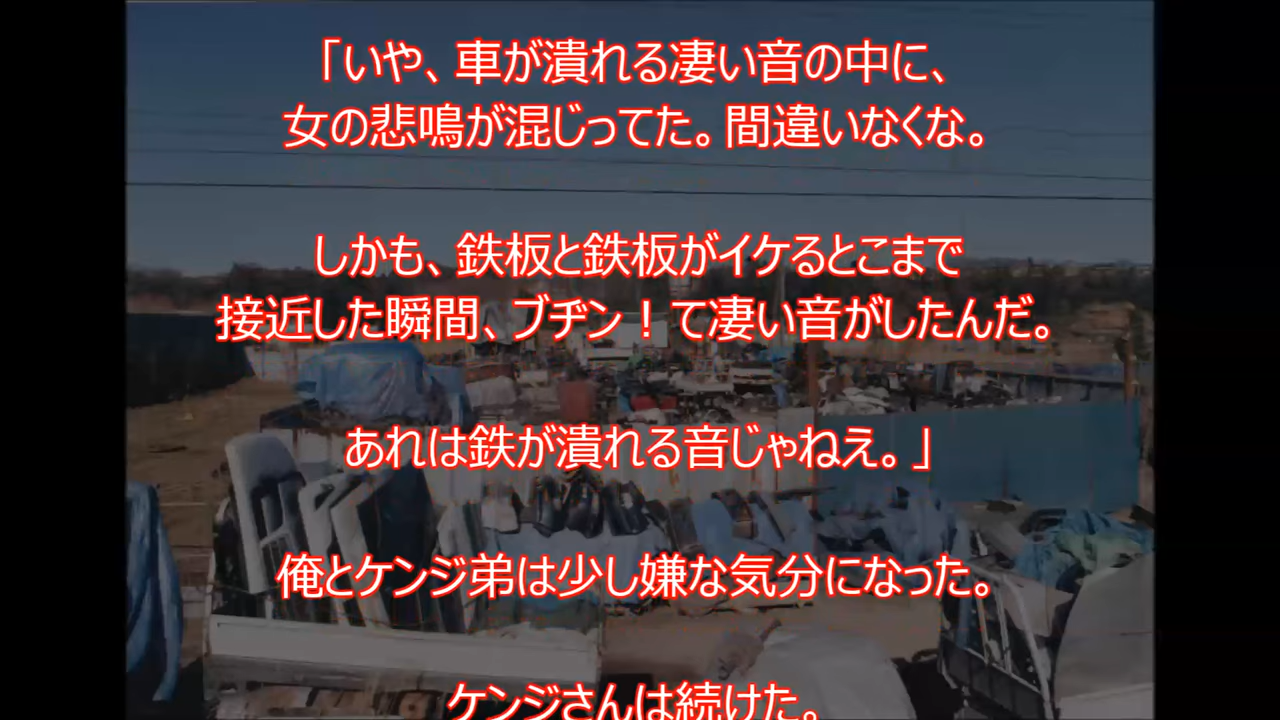 「いや、車が潰れる凄い音の中に、
女の悲鳴が混じってた。間違いなくな。
しかも、鉄板と鉄板がイケるとこまで
接近した瞬間、ブヂン！て凄い音がしたんだ。
あれは鉄が潰れる音じゃねえ。」
俺とケンジ弟は少し嫌な気分になった。
ケンジさんは続けた。